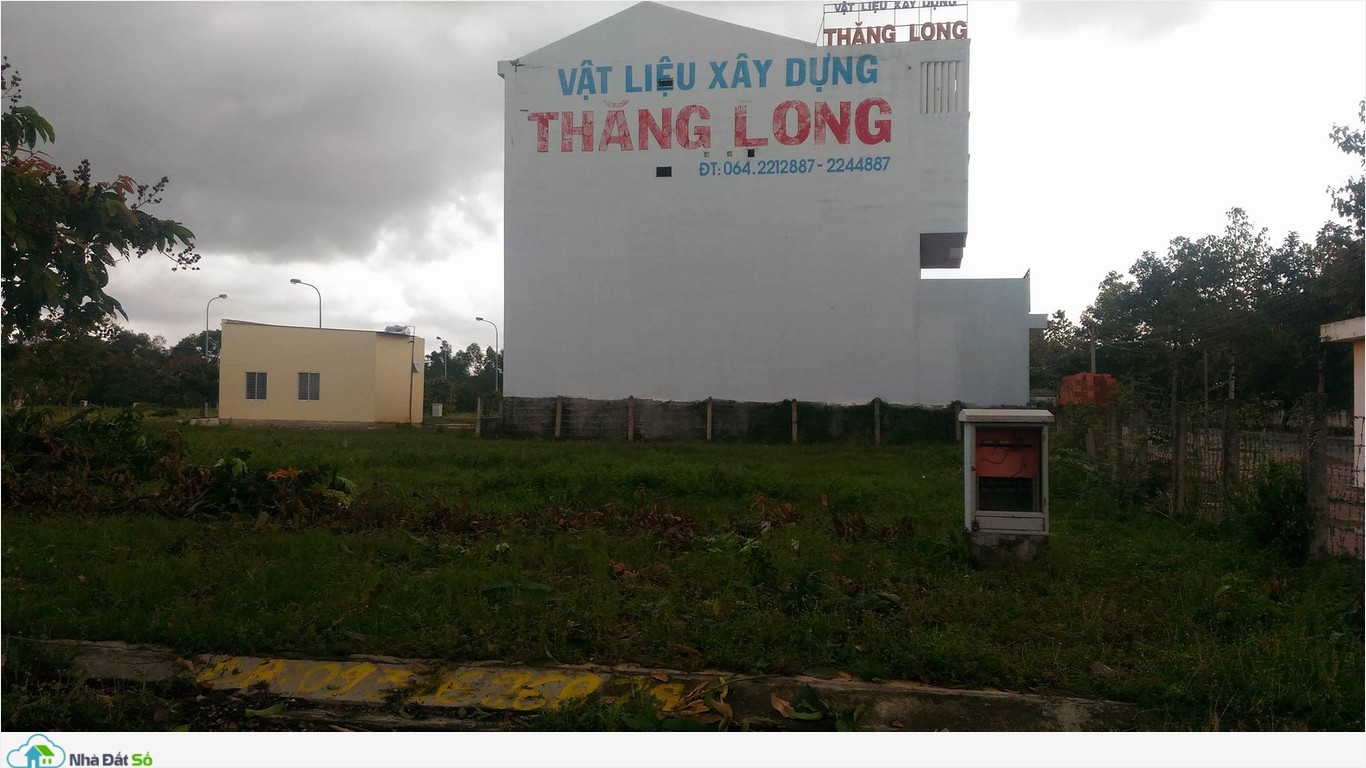 VẬT LIỆU XÂY DỰNG
THĂNG LONG
VẬT LIỆU XÂY DỰNG
THĂNG LONG
ĐT: 064.2212887 - 2244887
Nhà Đất Số